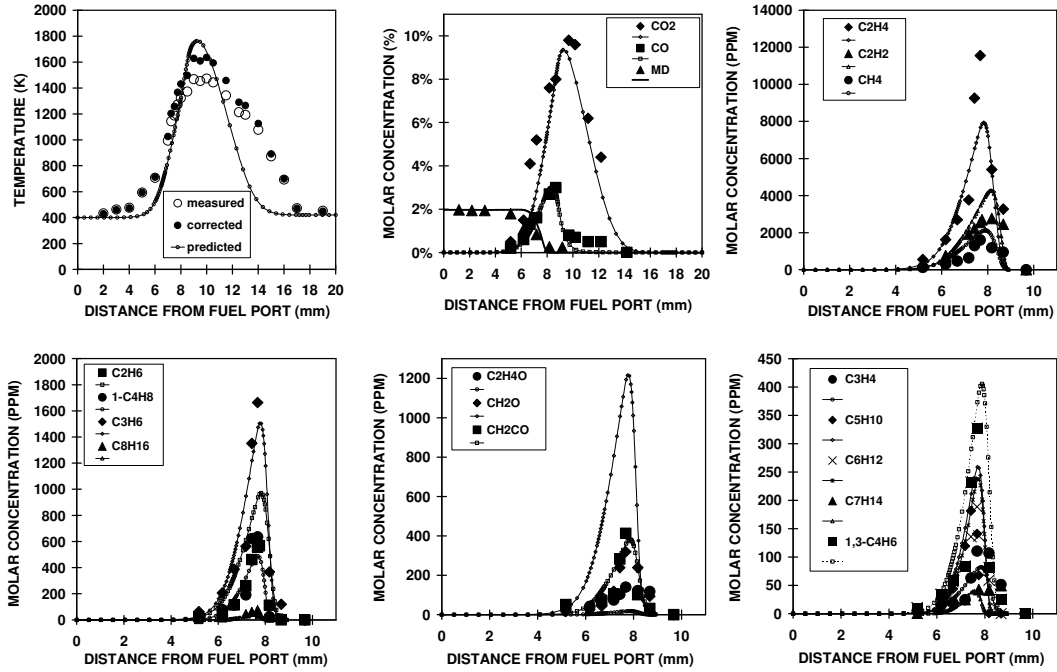 TEMPERATURE (K)
2000
1800
1600
1400
1200
1000
800
600
400
200
0
measured
corrected
predicted
0 2 4 6 8 10 12 14 16 18 20
DISTANCE FROM FUEL PORT (mm)
MOLAR CONCENTRATION (%)
10%
8%
6%
4%
2%
0%
CO2
CO
MD
0 2 4 6 8 10 12 14 16 18 20
DISTANCE FROM FUEL PORT (mm)
MOLAR CONCENTRATION (PPM)
14000
12000
10000
8000
6000
4000
2000
0
C2H4
C2H2
CH4
0 2 4 6 8 10
DISTANCE FROM FUEL PORT (mm)
MOLAR CONCENTRATION (PPM)
2000
1800
1600
1400
1200
1000
800
600
400
200
0
C2H6
1-C4H8
C3H6
C8H16
0 2 4 6 8 10
DISTANCE FROM FUEL PORT (mm)
MOLAR CONCENTRATION (PPM)
1200
1000
800
600
400
200
0
C2H4O
CH2O
CH2CO
0 2 4 6 8 10
DISTANCE FROM FUEL PORT (mm)
MOLAR CONCENTRATION (PPM)
450
400
350
300
250
200
150
100
50
0
C3H4
C5H10
C6H12
C7H14
1,3-C4H6
0 2 4 6 8 10
DISTANCE FROM FUEL PORT (mm)